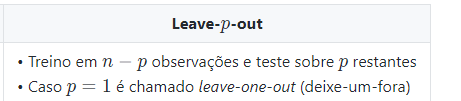 Leave-p-out
• Treino em n − p observações e teste sobre p restantes
• Caso p = 1 é chamado leave-one-out (deixe-um-fora)